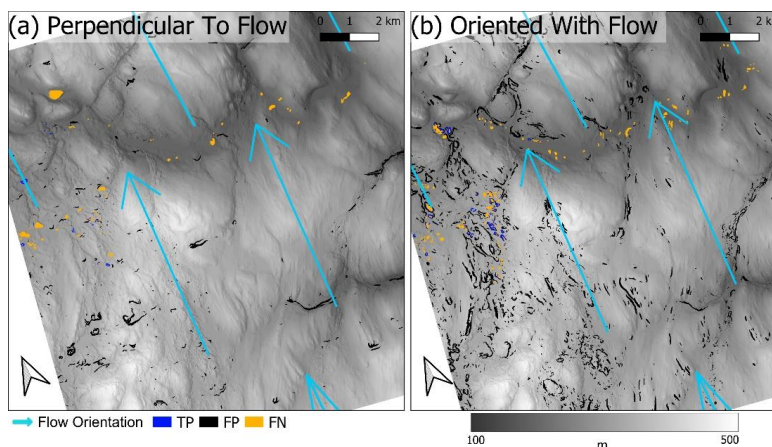 (a) Perpendicular To Flow
0 1 2 km
(b) Oriented With Flow
0 1 2 km
Flow Orientation TP FP FN
100 m 500